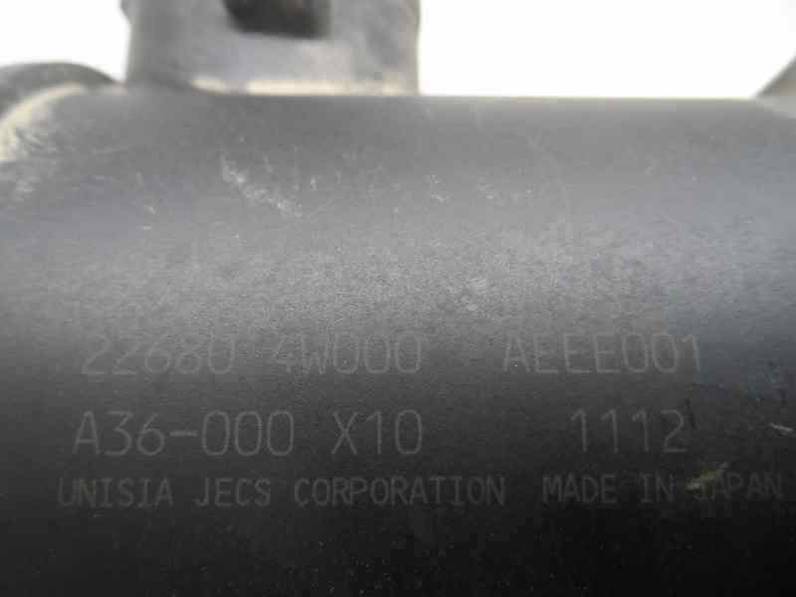 22680 4W000 AEEE001
A36-000 X10 1112
UNISIA JECS CORPORATION MADE IN JAPAN